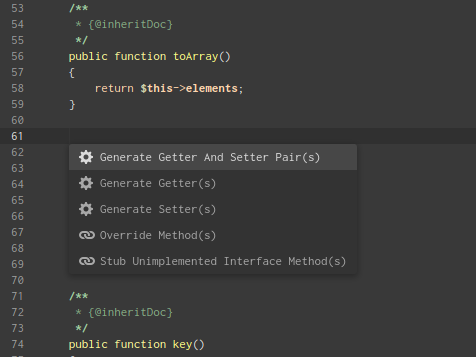 53 /**
54 * {@inheritDoc}
55 */
56 public function toArray()
57 {
58 return $this->elements;
59 }
60
61
62 Generate Getter And Setter Pair(s)
63 Generate Getter(s)
64
65 Generate Setter(s)
66 Override Method(s)
67
68 Stub Unimplemented Interface Method(s)
69
70
71 /**
72 * {@inheritDoc}
73 */
74 public function key()